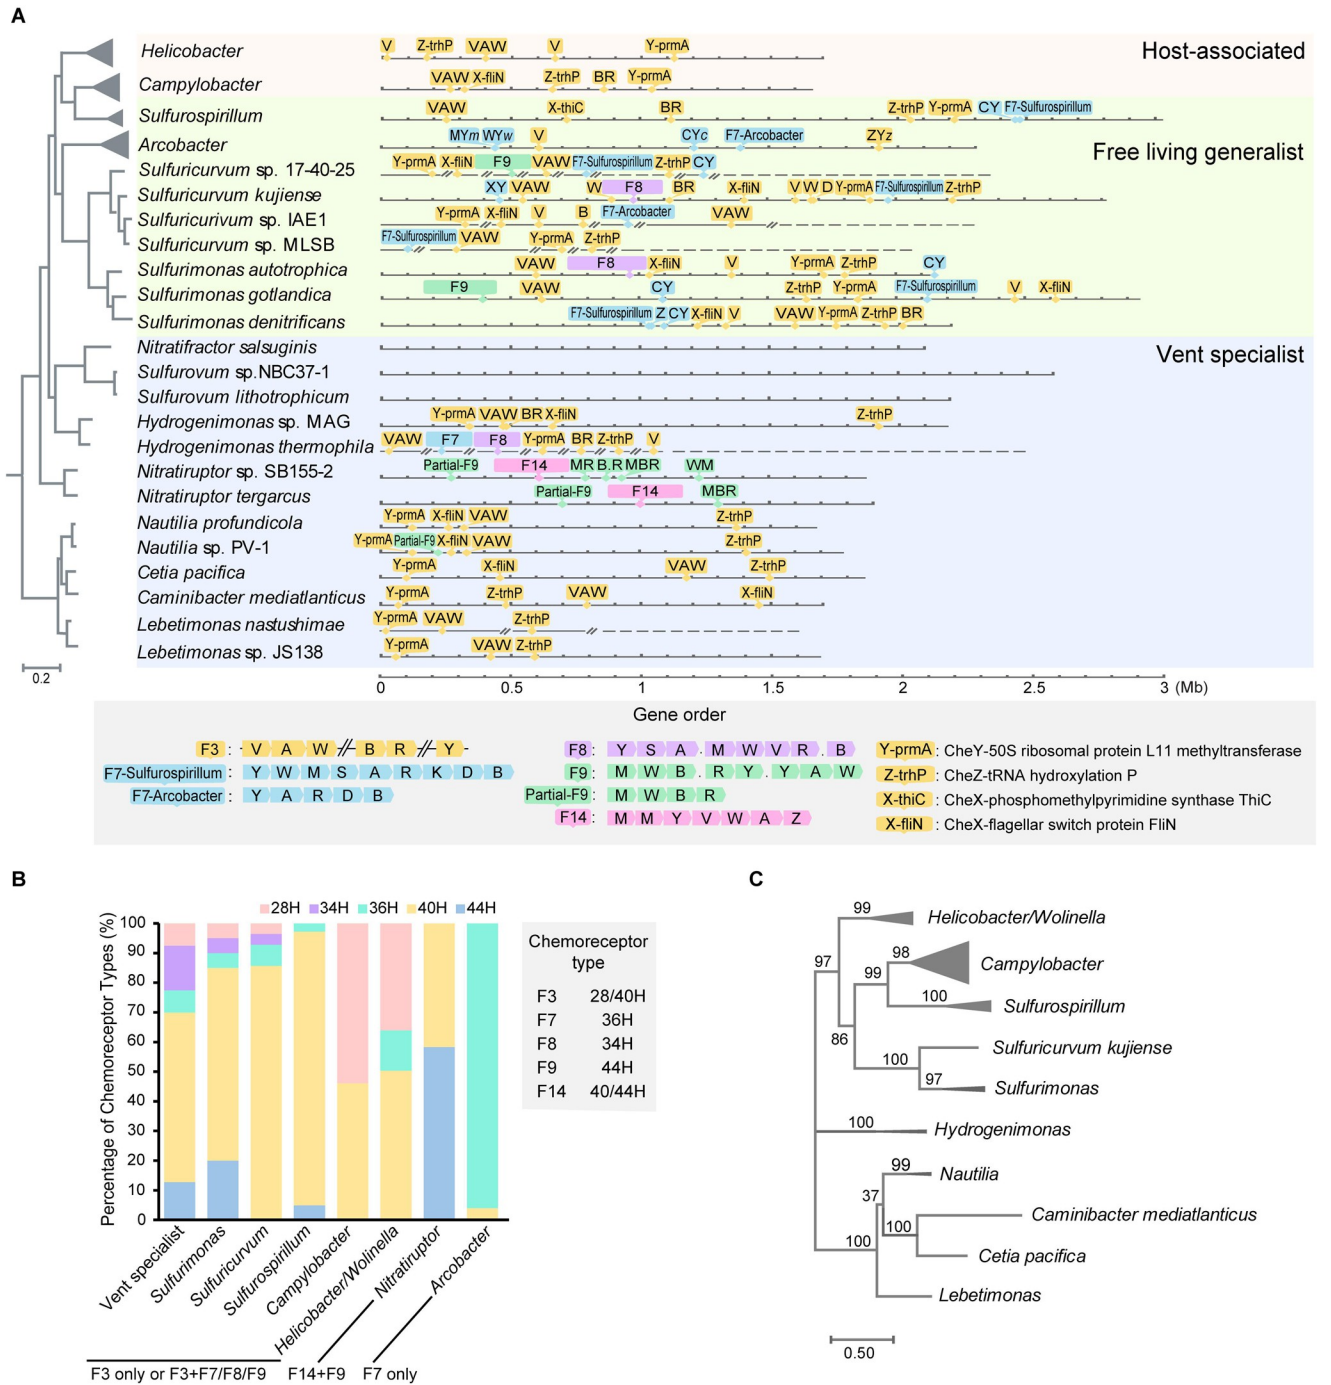 A
Helicobacter V Z-trhP VAW V Y-prmA Host-associated
Campylobacter VAW X-fliN Z-trhP BR Y-prmA
Sulfurospirillum VAW X-thiC BR Z-trhP Y-prmA CY F7-Sulfurospirillum
Arcobacter MYm WYw V CYc F7-Arcobacter ZYz
Free living generalist
Sulfuricurvum sp. 17-40-25 Y-prmA X-fliN F9 VAW F7-Sulfurospirillum Z-trhP CY
Sulfuricurvum kujiense XY VAW W F8 BR X-fliN V W D Y-prmA F7-Sulfurospirillum Z-trhP
Sulfuricurivum sp. IAE1 Y-prmA X-fliN V B F7-Arcobacter VAW
Sulfuricurvum sp. MLSB F7-Sulfurospirillum VAW Y-prmA Z-trhP
Sulfurimonas autotrophica VAW F8 X-fliN V Y-prmA Z-trhP CY
Sulfurimonas gotlandica F9 VAW CY Z-trhP Y-prmA F7-Sulfurospirillum V X-fliN
Sulfurimonas denitrificans F7-Sulfurospirillum Z CY X-fliN V VAW Y-prmA Z-trhP BR
Nitratifractor salsuginis Vent specialist
Sulfurovum sp.NBC37-1
Sulfurovum lithotrophicum
Hydrogenimonas sp. MAG Y-prmA VAW BR X-fliN Z-trhP
Hydrogenimonas thermophila VAW F7 F8 Y-prmA BR Z-trhP V
Nitratiruptor sp. SB155-2 Partial-F9 F14 MR B.R MBR WM
Nitratiruptor tergarcus Partial-F9 F14 MBR
Nautilia profundicola Y-prmA X-fliN VAW Z-trhP
Nautilia sp. PV-1 Y-prmA Partial-F9 X-fliN VAW Z-trhP
Cetia pacifica Y-prmA X-fliN VAW Z-trhP
Caminibacter mediatlanticus Y-prmA Z-trhP VAW X-fliN
Lebetimonas nastushimae Y-prmA VAW Z-trhP
Lebetimonas sp. JS138 Y-prmA VAW Z-trhP
0.2
0 0.5 1 1.5 2 2.5 3 (Mb)
Gene order
F3 : V A W // B R // Y
F7-Sulfurospirillum : Y W M S A R K D B
F7-Arcobacter : Y A R D B
F8 : Y S A . M W V R . B
F9 : M W B . R Y . Y A W
Partial-F9 : M W B R
F14 : M M Y V W A Z
Y-prmA : CheY-50S ribosomal protein L11 methyltransferase
Z-trhP : CheZ-tRNA hydroxylation P
X-thiC : CheX-phosphomethylpyrimidine synthase ThiC
X-fliN : CheX-flagellar switch protein FliN
B
28H 34H 36H 40H 44H
Percentage of Chemoreceptor Types (%)
100
90
80
70
60
50
40
30
20
10
0
Vent specialist
Sulfurimonas
Sulfuricurvum
Sulfurospirillum
Campylobacter
Helicobacter/Wolinella
Nitratiruptor
Arcobacter
F3 only or F3+F7/F8/F9 F14+F9 F7 only
Chemoreceptor
type
F3 28/40H
F7 36H
F8 34H
F9 44H
F14 40/44H
C
99 Helicobacter/Wolinella
97
98 Campylobacter
99
100 Sulfurospirillum
86
Sulfuricurvum kujiense
100
97 Sulfurimonas
100 Hydrogenimonas
99 Nautilia
37
Caminibacter mediatlanticus
100
100 Cetia pacifica
Lebetimonas
0.50